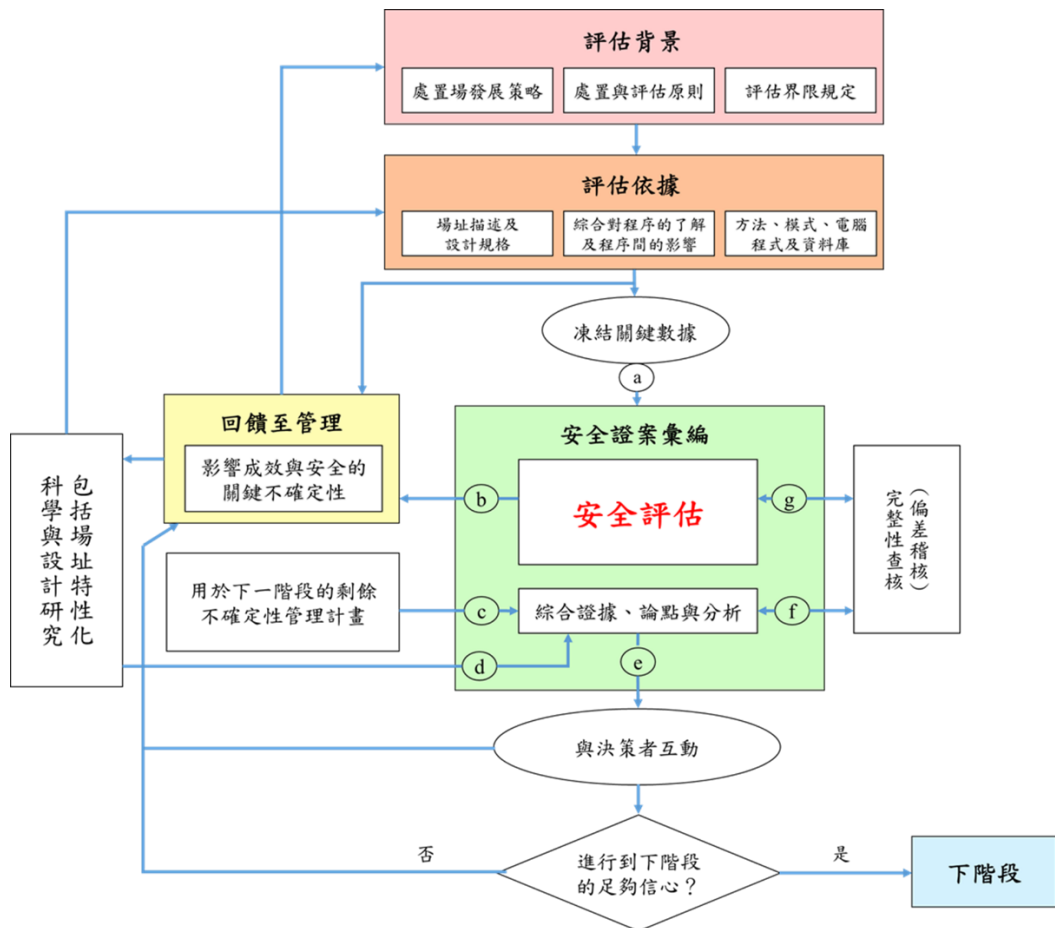 評估背景
處置場發展策略
處置與評估原則
評估界限規定
評估依據
場址描述及
設計規格
綜合對程序的了解
及程序間的影響
方法、模式、電腦
程式及資料庫
凍結關鍵數據
a
回饋至管理
影響成效與安全的
關鍵不確定性
安全證案彙編
安全評估
b
g
包括場址特性化
科學與設計研究
(偏差稽核)
完整性查核
用於下一階段的剩餘
不確定性管理計畫
c
綜合證據、論點與分析
f
d
e
與決策者互動
否
進行到下階段
的足夠信心？
是
下階段